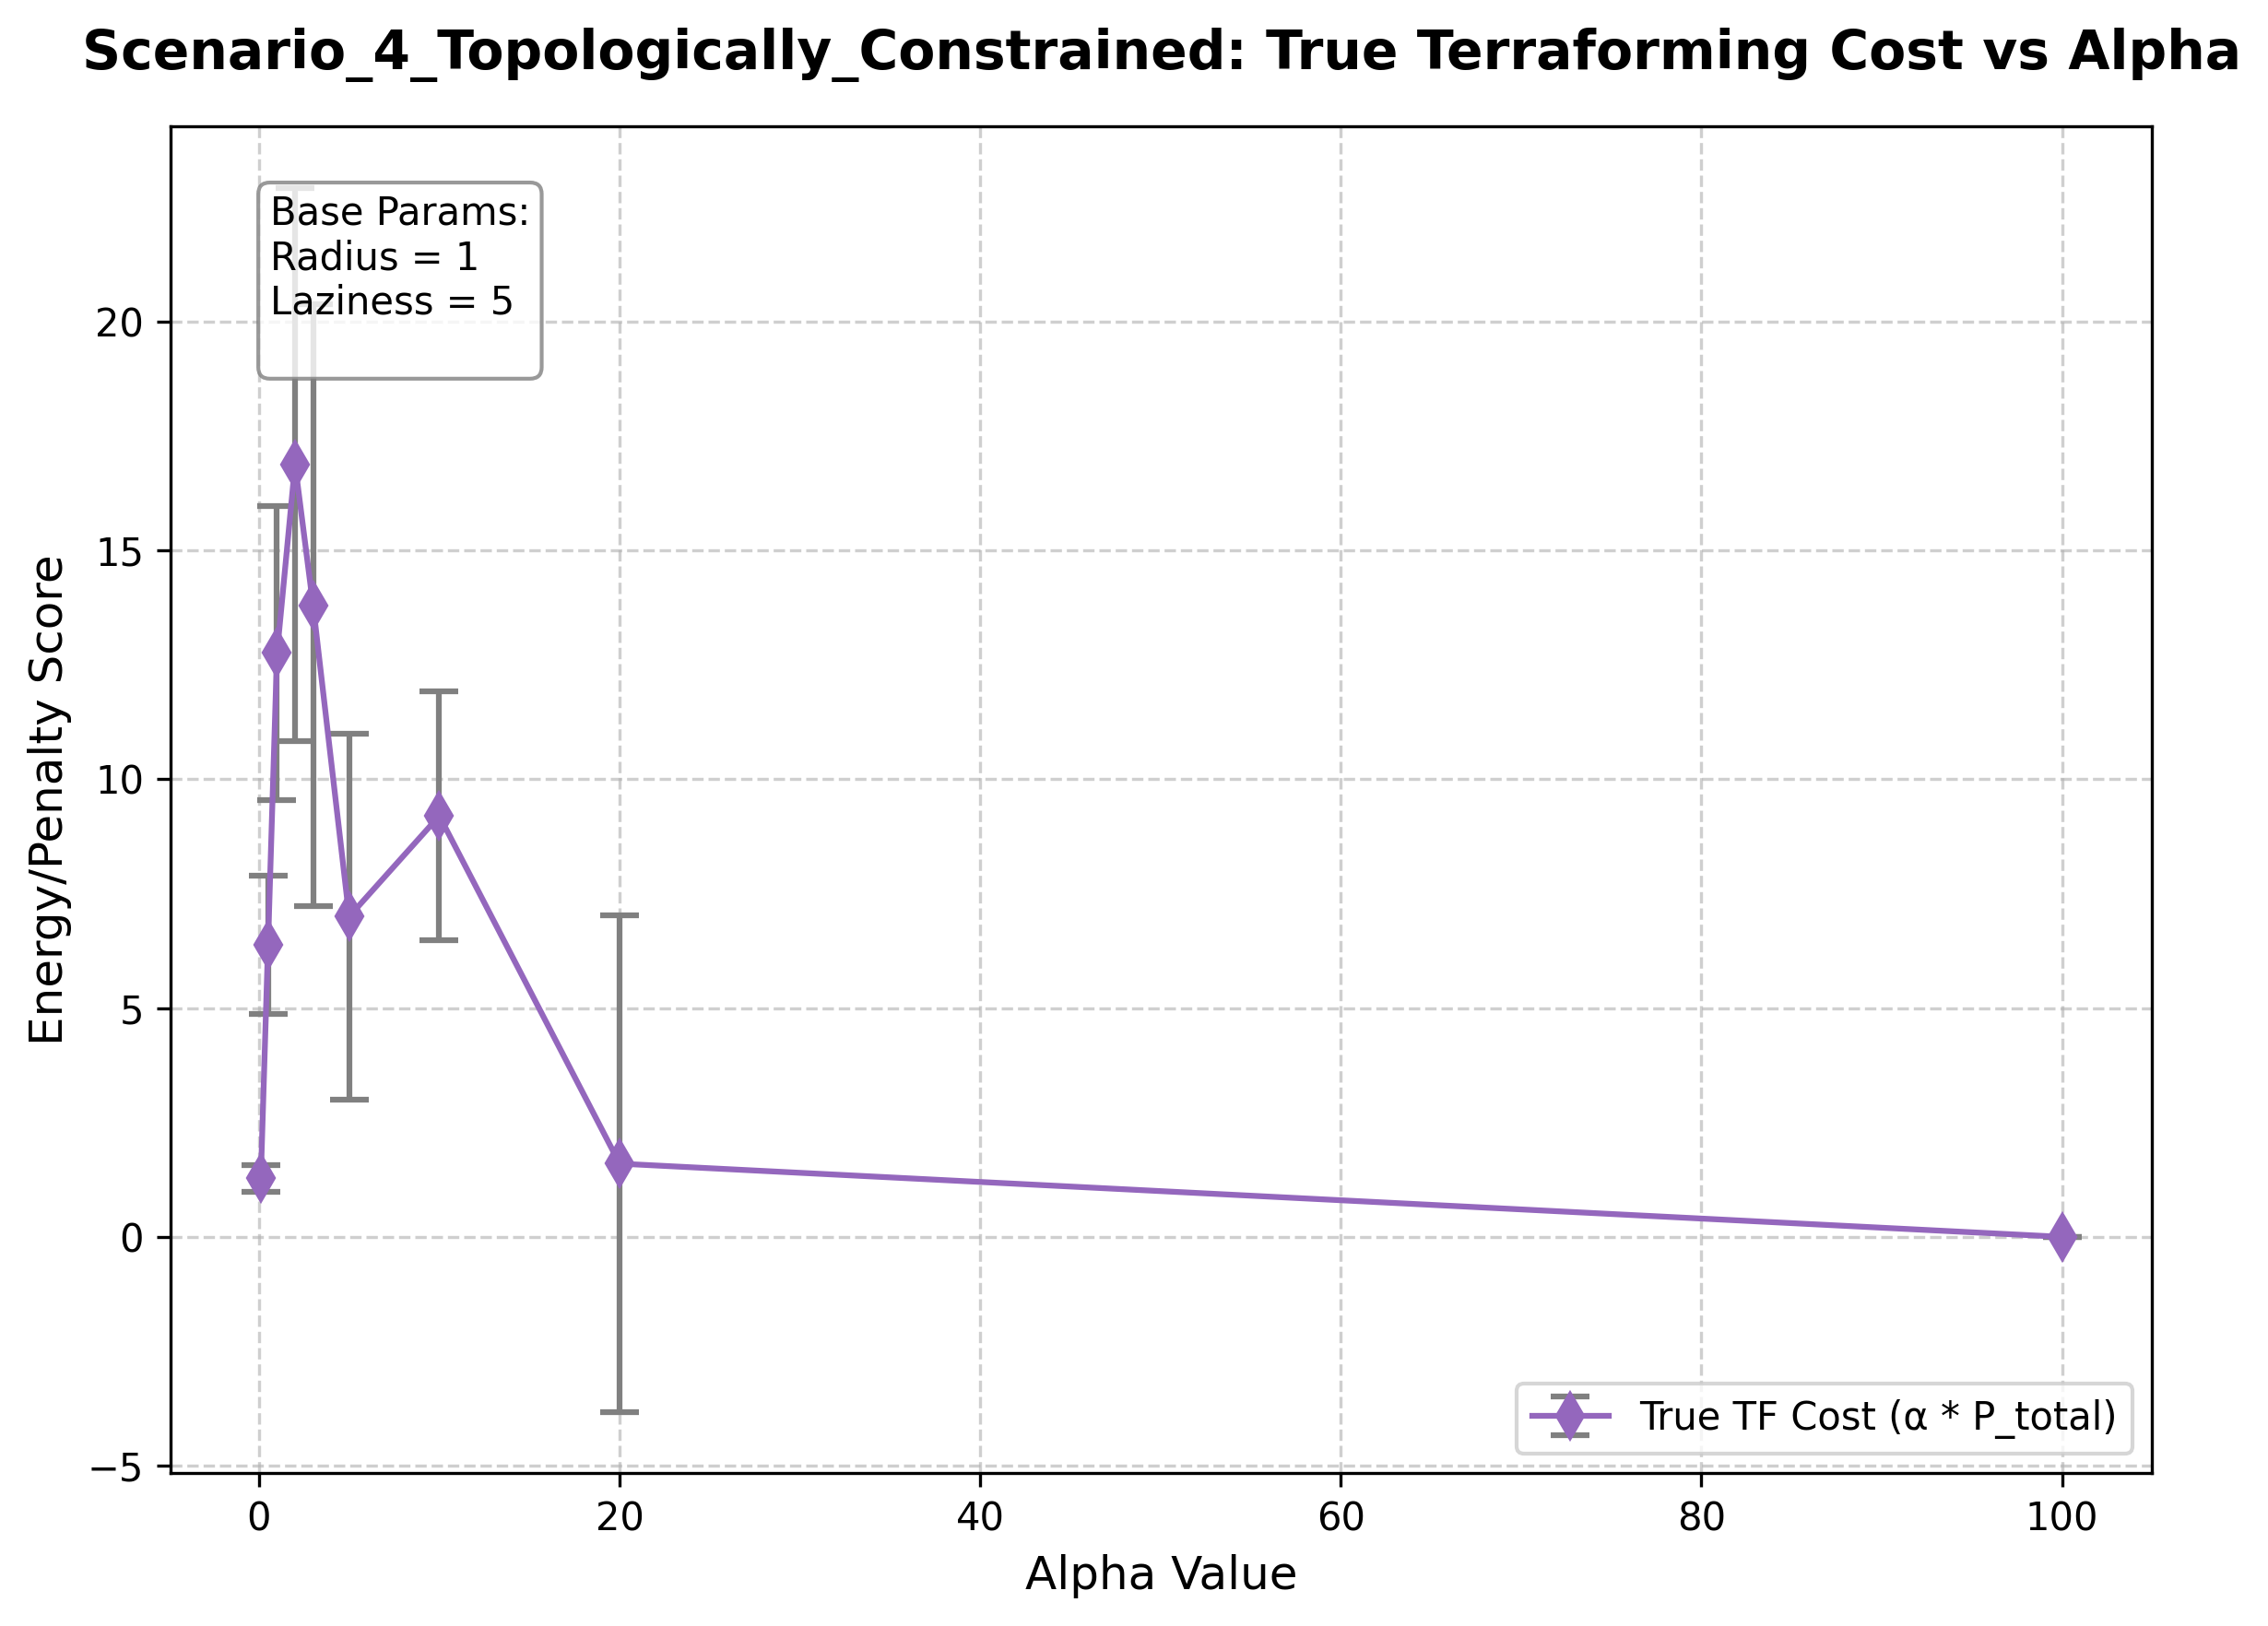 Scenario_4_Topologically_Constrained: True Terraforming Cost vs Alpha
Base Params:
Radius = 1
Laziness = 5
Energy/Penalty Score
20
15
10
5
0
−5
0 20 40 60 80 100
Alpha Value
True TF Cost (α * P_total)